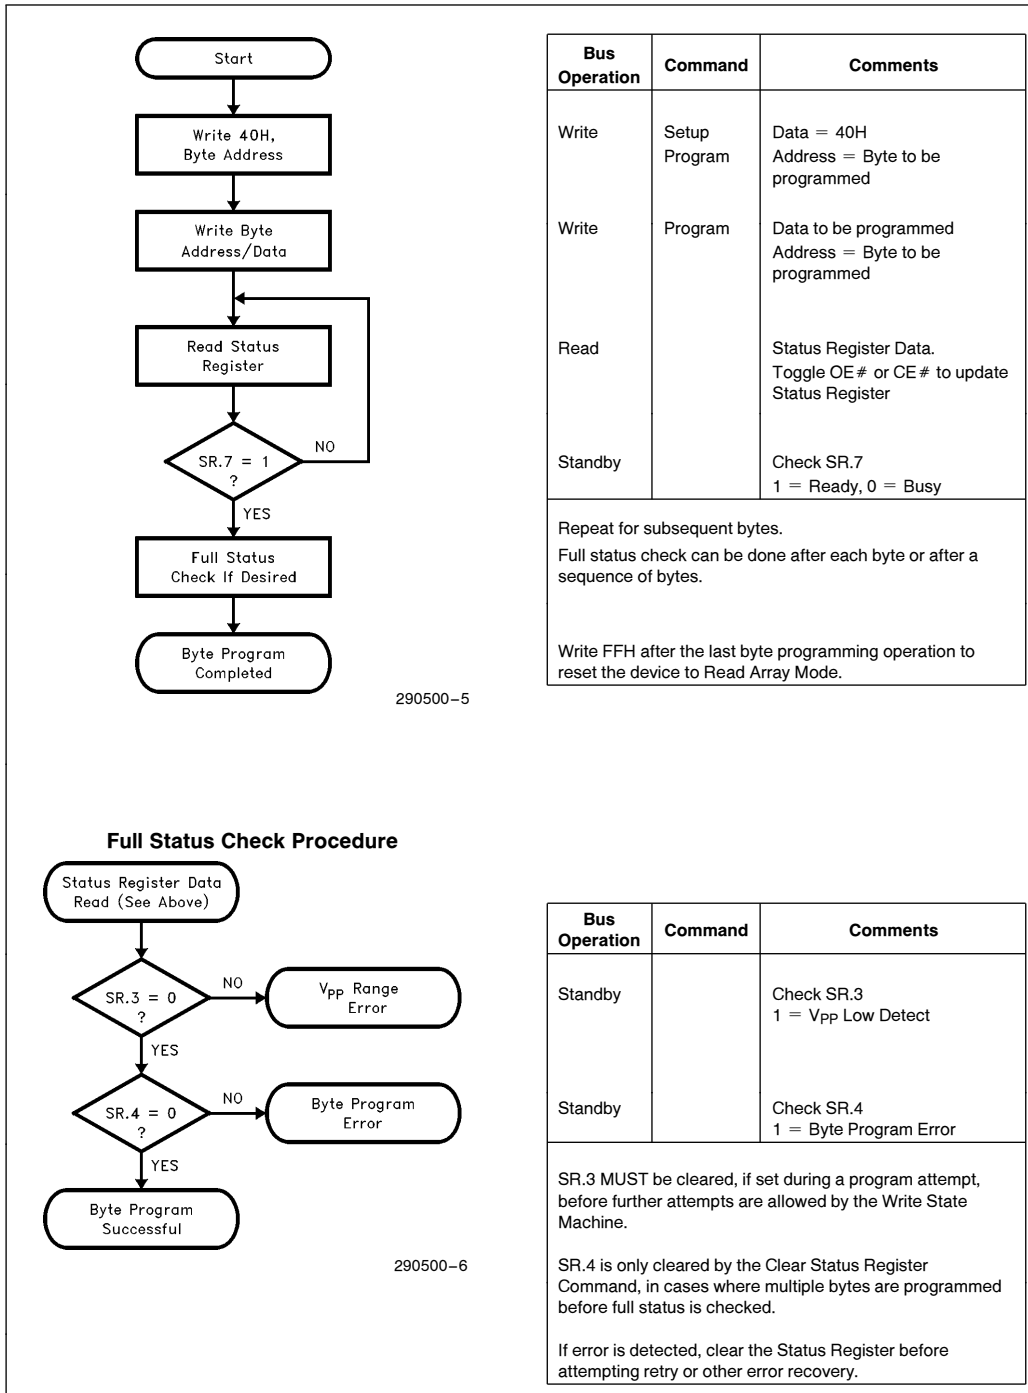 Start
Write 40H,
Byte Address
Write Byte
Address/Data
Read Status
Register
SR.7 = 1
?
NO
YES
Full Status
Check If Desired
Byte Program
Completed
290500–5
Bus
Operation
Command
Comments
Write
Setup
Program
Data = 40H
Address = Byte to be
programmed
Write
Program
Data to be programmed
Address = Byte to be
programmed
Read
Status Register Data.
Toggle OE# or CE# to update
Status Register
Standby
Check SR.7
1 = Ready, 0 = Busy
Repeat for subsequent bytes.
Full status check can be done after each byte or after a
sequence of bytes.
Write FFH after the last byte programming operation to
reset the device to Read Array Mode.
Full Status Check Procedure
Status Register Data
Read (See Above)
SR.3 = 0
?
NO
VPP Range
Error
YES
SR.4 = 0
?
NO
Byte Program
Error
YES
Byte Program
Successful
290500–6
Bus
Operation
Command
Comments
Standby
Check SR.3
1 = VPP Low Detect
Standby
Check SR.4
1 = Byte Program Error
SR.3 MUST be cleared, if set during a program attempt,
before further attempts are allowed by the Write State
Machine.
SR.4 is only cleared by the Clear Status Register
Command, in cases where multiple bytes are programmed
before full status is checked.
If error is detected, clear the Status Register before
attempting retry or other error recovery.